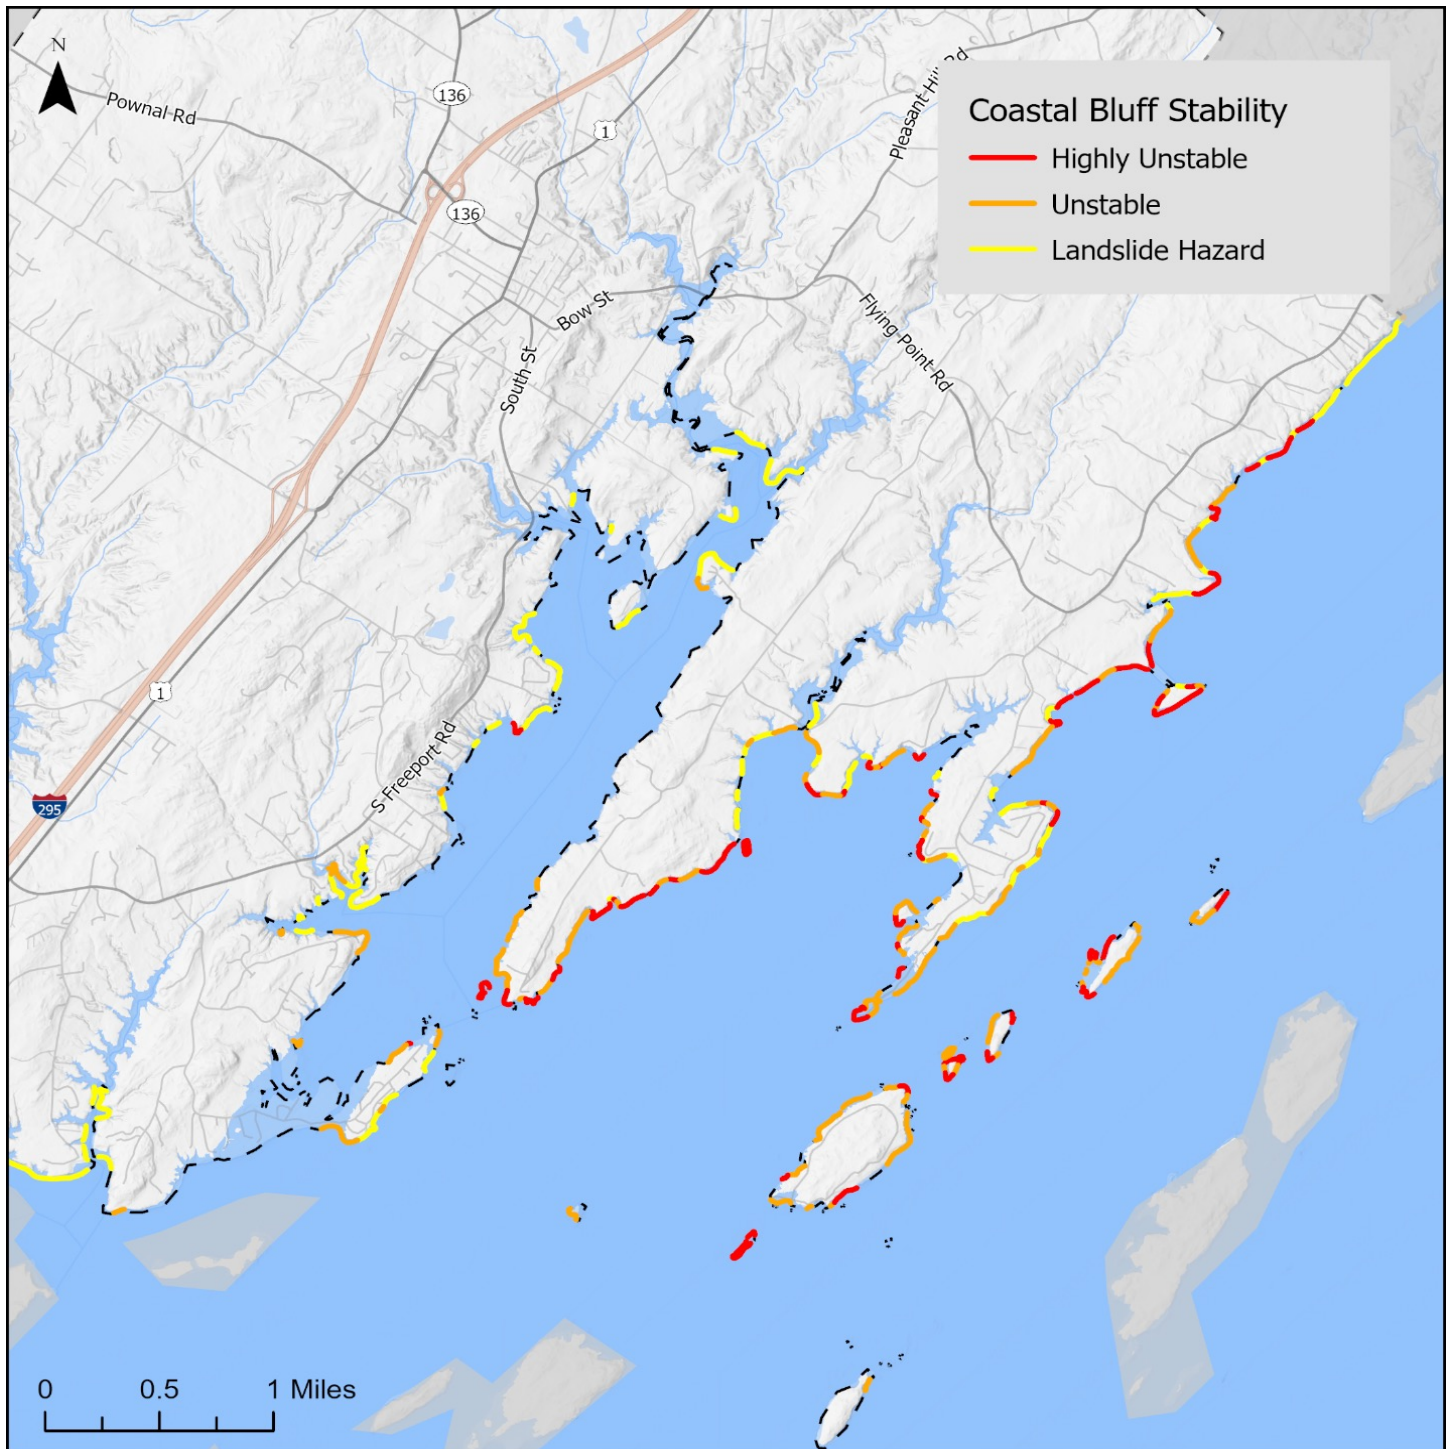 N
Pownal Rd
136
1
136
Pleasant Hill Rd
Coastal Bluff Stability
Highly Unstable
Unstable
Landslide Hazard
Bow St
South St
Flying Point Rd
1
S Freeport Rd
295
0 0.5 1 Miles